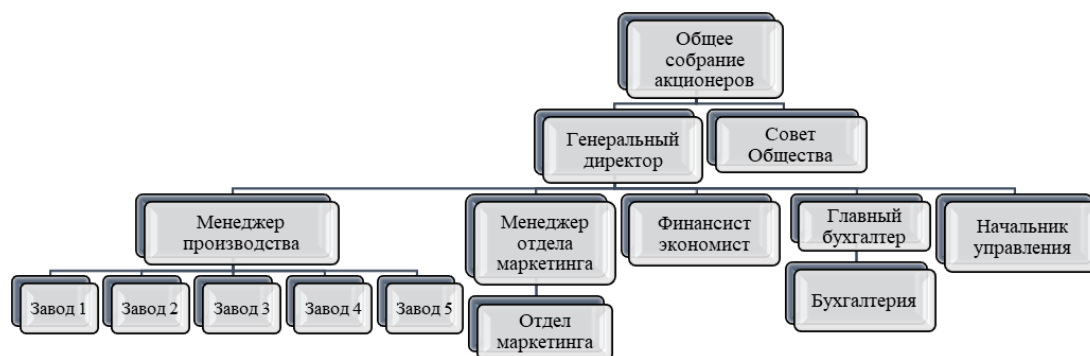 Общее
собрание
акционеров
Генеральный
директор
Совет
Общества
Менеджер
производства
Менеджер
отдела
маркетинга
Финансист
экономист
Главный
бухгалтер
Начальник
управления
Завод 1
Завод 2
Завод 3
Завод 4
Завод 5
Отдел
маркетинга
Бухгалтерия